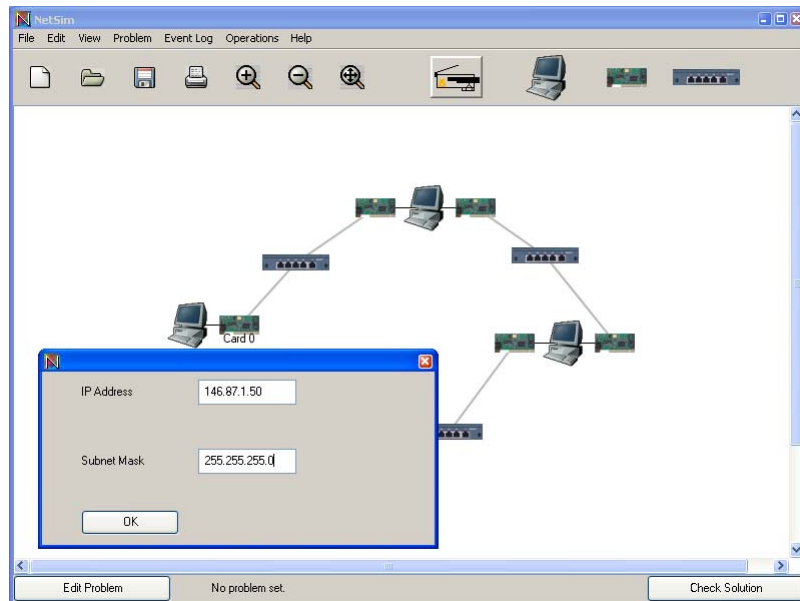 NetSim
File Edit View Problem Event Log Operations Help
Card 0
IP Address 146.87.1.50
Subnet Mask 255.255.255.0
OK
Edit Problem No problem set. Check Solution